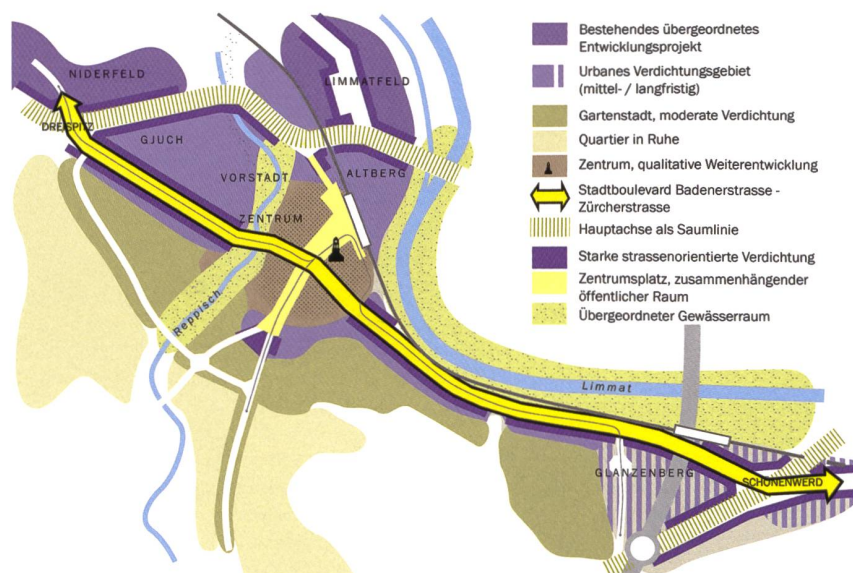 NIDERFELD
LIMMATFELD
DREISPITZ
GJUCH
VORSTADT
ALTBERG
ZENTRUM
Reppisch
Limmat
GLANZENBERG
SCHÖNENWERD
Bestehendes übergeordnetes
Entwicklungsprojekt
Urbanes Verdichtungsgebiet
(mittel- / langfristig)
Gartenstadt, moderate Verdichtung
Quartier in Ruhe
Zentrum, qualitative Weiterentwicklung
Stadtboulevard Badenerstrasse -
Zürcherstrasse
Hauptachse als Saumlinie
Starke strassenorientierte Verdichtung
Zentrumsplatz, zusammenhängender
öffentlicher Raum
Übergeordneter Gewässerraum